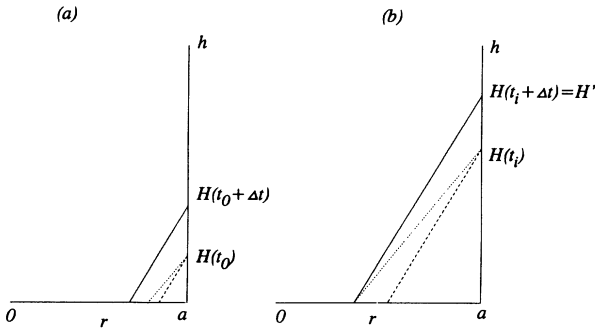 (a)
h
H(t0+Δt)
H(t0)
0
r
a
(b)
h
H(ti+Δt)=H'
H(ti)
0
r
a